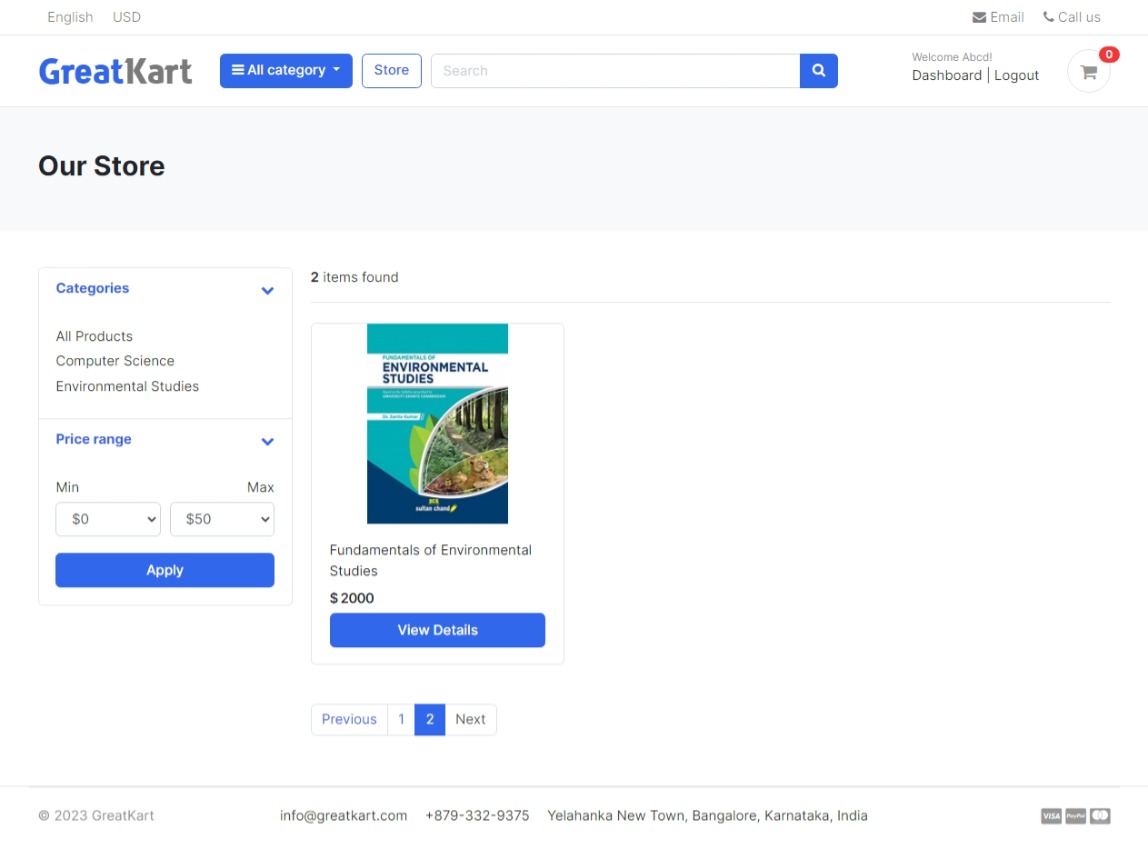 English USD Email Call us
GreatKart All category Store Search Welcome Abcd! 0
Dashboard | Logout
Our Store
Categories
All Products
Computer Science
Environmental Studies
Price range
Min Max
$0 $50
Apply
2 items found
FUNDAMENTALS OF
ENVIRONMENTAL
STUDIES
UNIVERSITY GRANTS COMMISSION
sultan chand
Fundamentals of Environmental
Studies
$ 2000
View Details
Previous 1 2 Next
© 2023 GreatKart info@greatkart.com +879-332-9375 Yelahanka New Town, Bangalore, Karnataka, India VISA PayPal